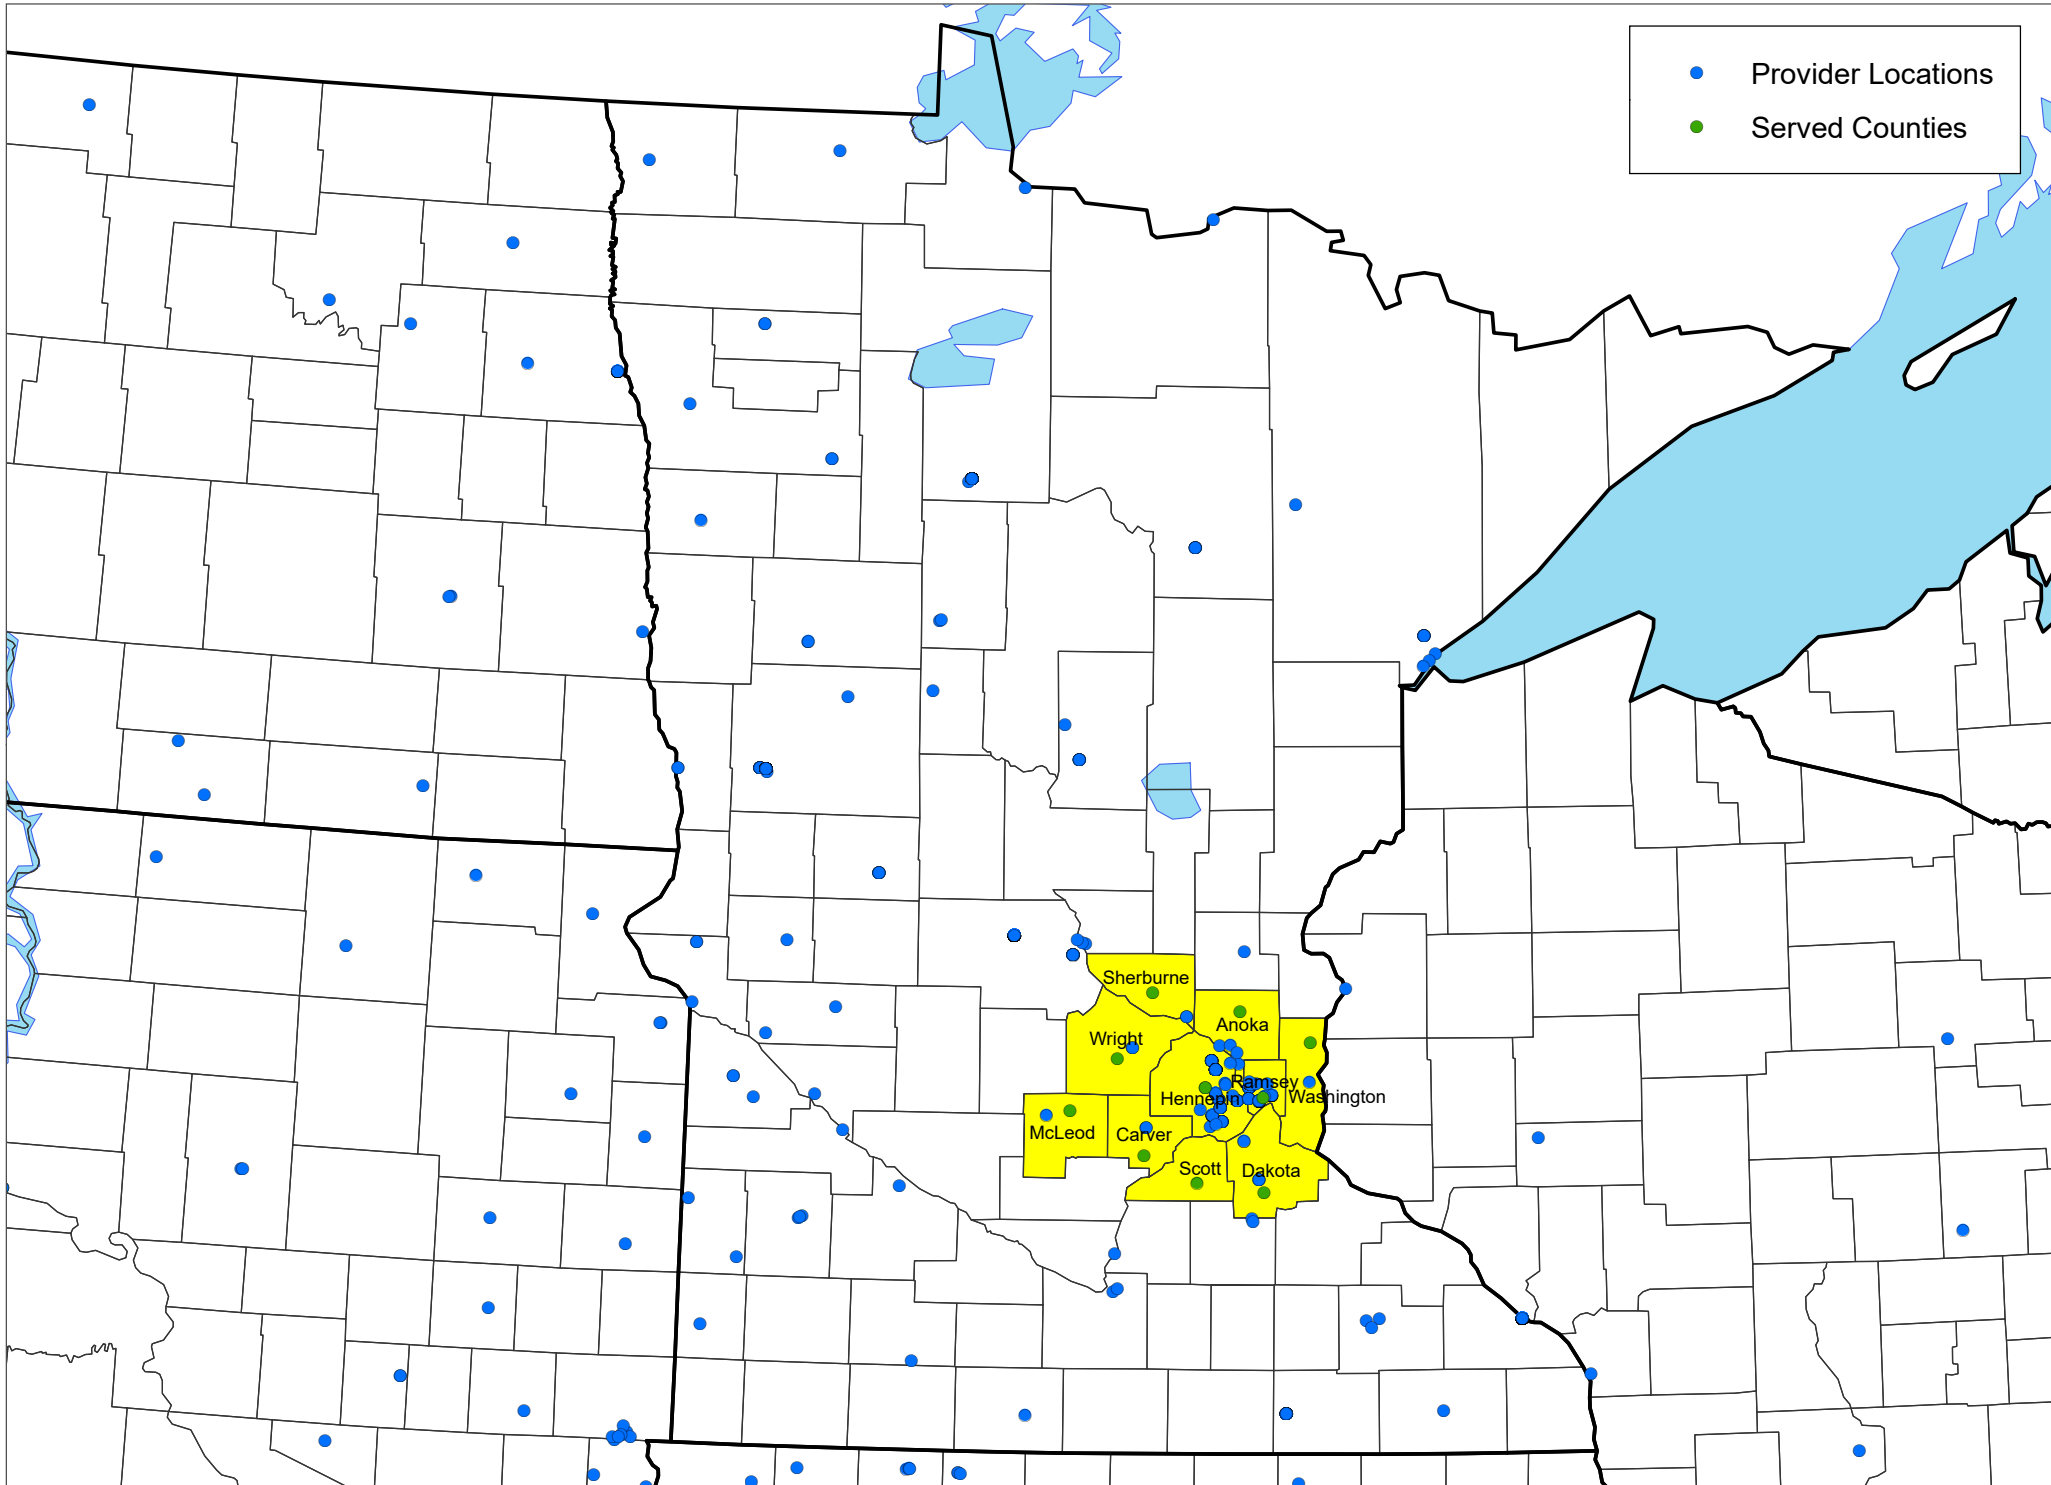 Provider Locations
Served Counties
Sherburne
Anoka
Wright
Ramsey
Hennepin
Washington
McLeod
Carver
Scott
Dakota